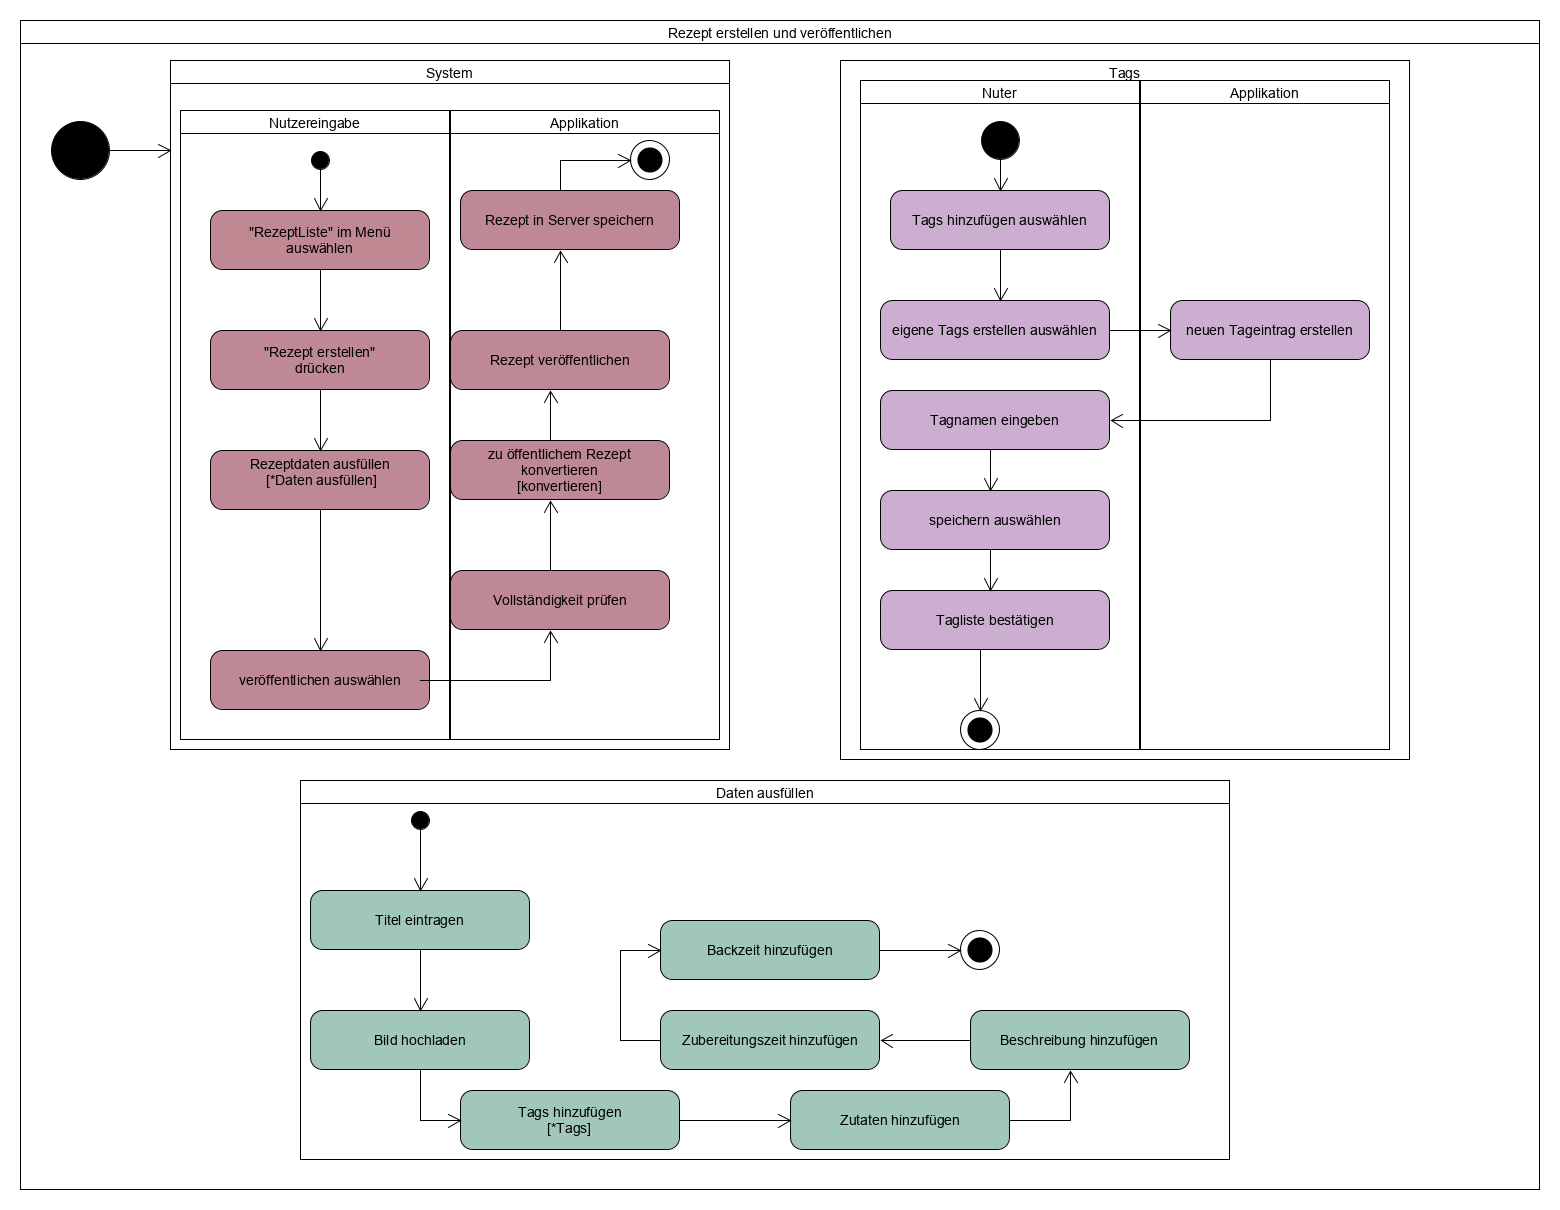 Rezept erstellen und veröffentlichen
System
Nutzereingabe
Applikation
"RezeptListe" im Menü
auswählen
"Rezept erstellen"
drücken
Rezeptdaten ausfüllen
[*Daten ausfüllen]
veröffentlichen auswählen
Vollständigkeit prüfen
zu öffentlichem Rezept
konvertieren
[konvertieren]
Rezept veröffentlichen
Rezept in Server speichern
Tags
Nuter
Applikation
Tags hinzufügen auswählen
eigene Tags erstellen auswählen
neuen Tageintrag erstellen
Tagnamen eingeben
speichern auswählen
Tagliste bestätigen
Daten ausfüllen
Titel eintragen
Bild hochladen
Tags hinzufügen
[*Tags]
Zutaten hinzufügen
Beschreibung hinzufügen
Zubereitungszeit hinzufügen
Backzeit hinzufügen